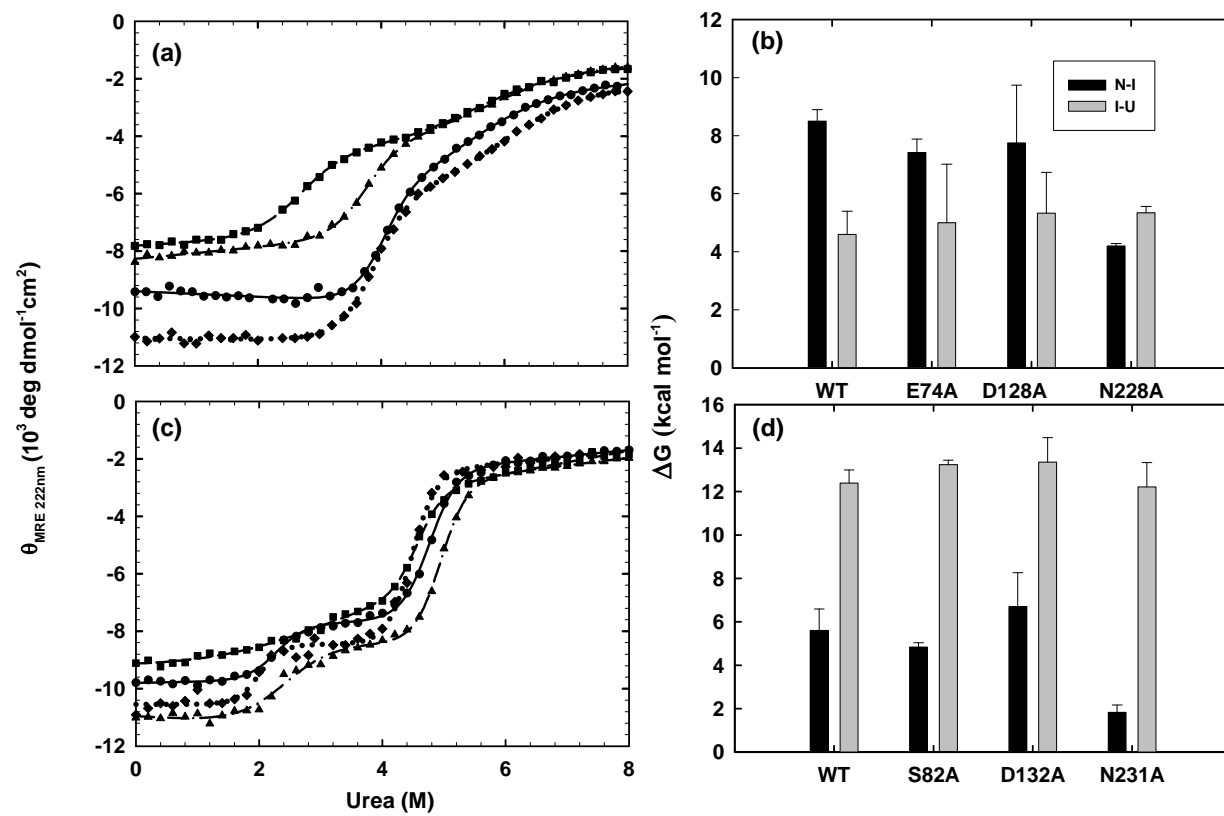 (a)
0
-2
-4
-6
-8
-10
-12
(c)
0
-2
-4
-6
-8
-10
-12
0 2 4 6 8
Urea (M)
θMRE 222nm (10³ deg dmol⁻¹cm²)
(b)
N-I
I-U
12
10
8
6
4
2
0
WT E74A D128A N228A
(d)
16
14
12
10
8
6
4
2
0
WT S82A D132A N231A
ΔG (kcal mol⁻¹)